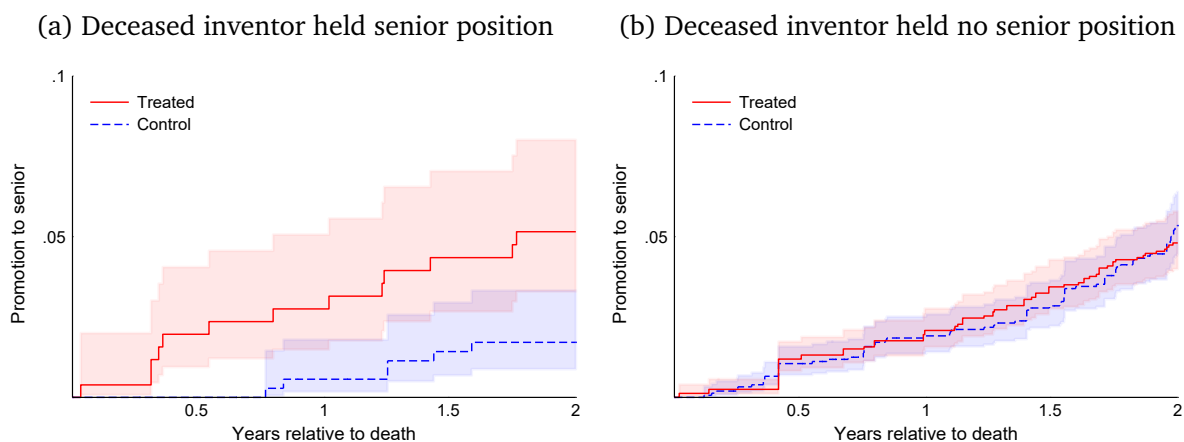 (a) Deceased inventor held senior position
.1
Treated
Control
.05
Promotion to senior
0.5
1
1.5
2
Years relative to death
(b) Deceased inventor held no senior position
.1
Treated
Control
.05
Promotion to senior
0.5
1
1.5
2
Years relative to death